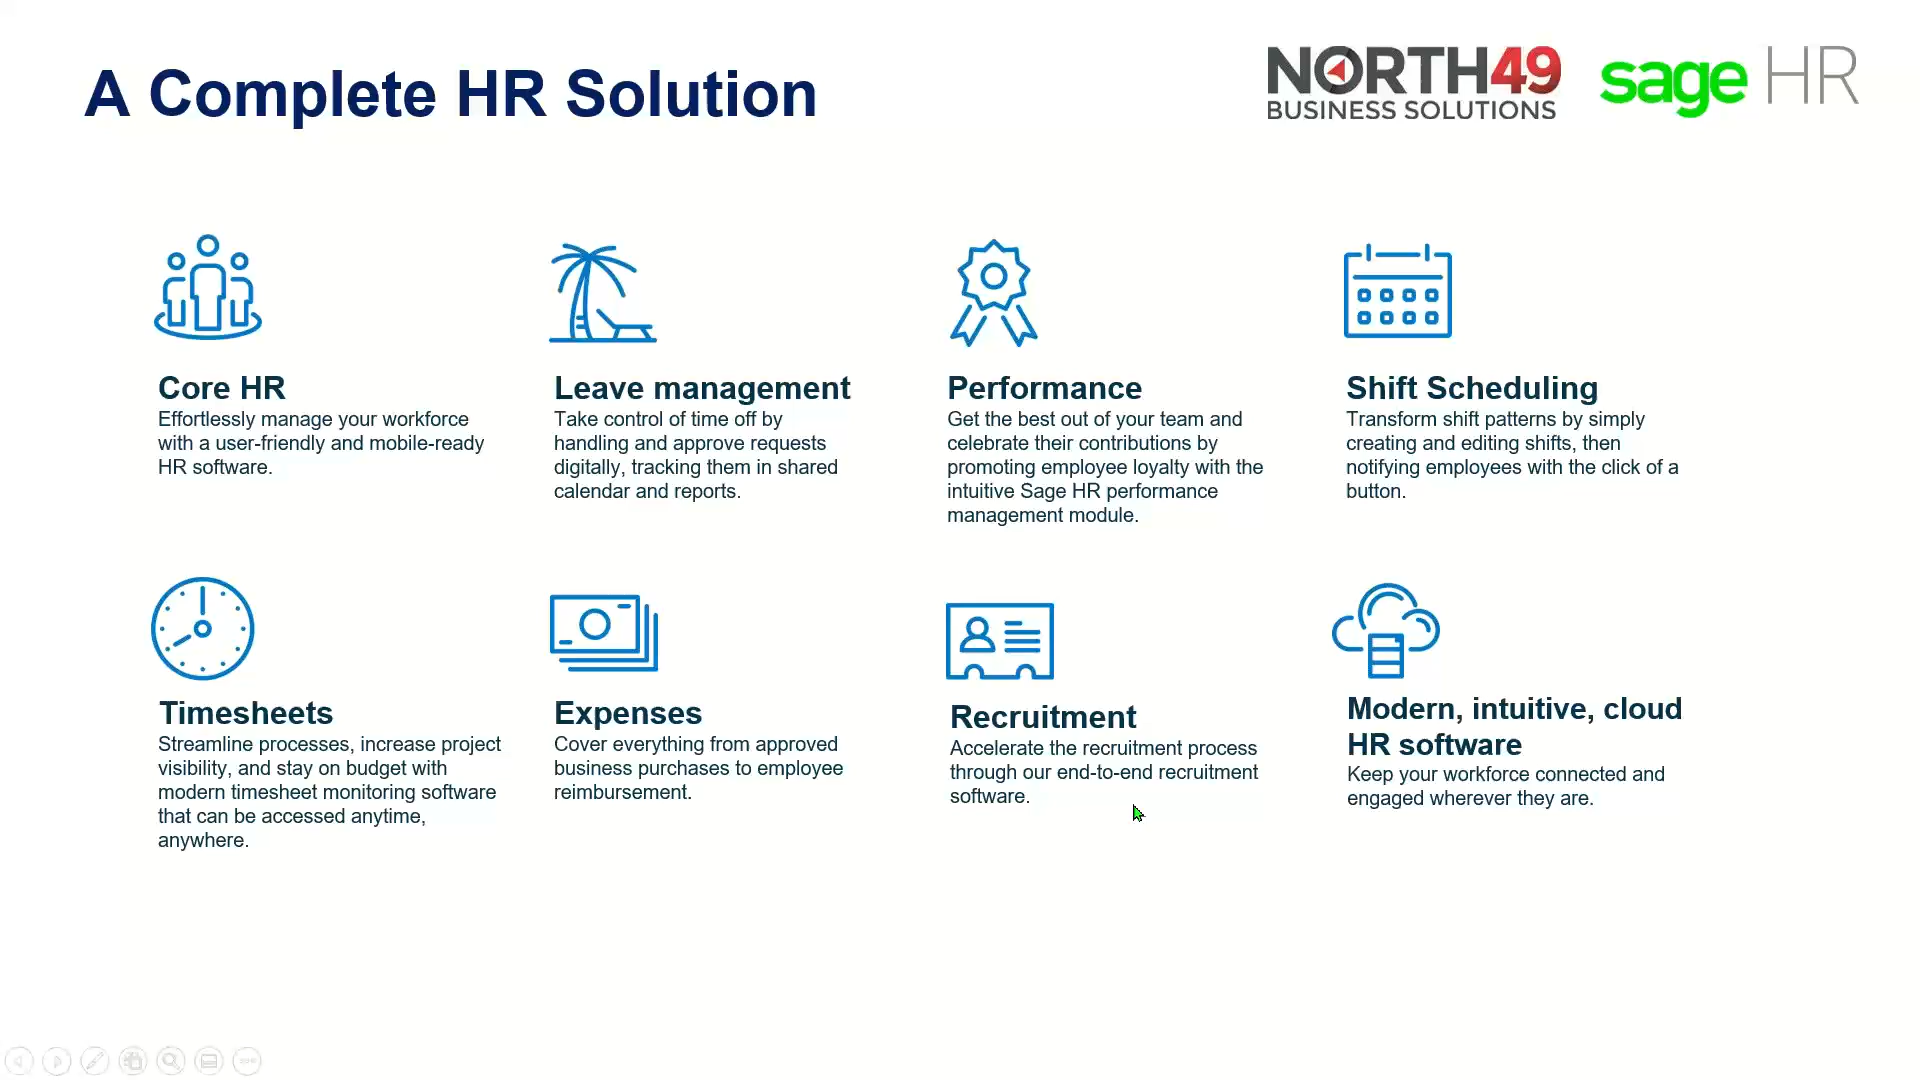 A Complete HR Solution
NORTH49
BUSINESS SOLUTIONS
sage HR
Core HR
Effortlessly manage your workforce
with a user-friendly and mobile-ready
HR software.
Leave management
Take control of time off by
handling and approve requests
digitally, tracking them in shared
calendar and reports.
Performance
Get the best out of your team and
celebrate their contributions by
promoting employee loyalty with the
intuitive Sage HR performance
management module.
Shift Scheduling
Transform shift patterns by simply
creating and editing shifts, then
notifying employees with the click of a
button.
Timesheets
Streamline processes, increase project
visibility, and stay on budget with
modern timesheet monitoring software
that can be accessed anytime,
anywhere.
Expenses
Cover everything from approved
business purchases to employee
reimbursement.
Recruitment
Accelerate the recruitment process
through our end-to-end recruitment
software.
Modern, intuitive, cloud
HR software
Keep your workforce connected and
engaged wherever they are.